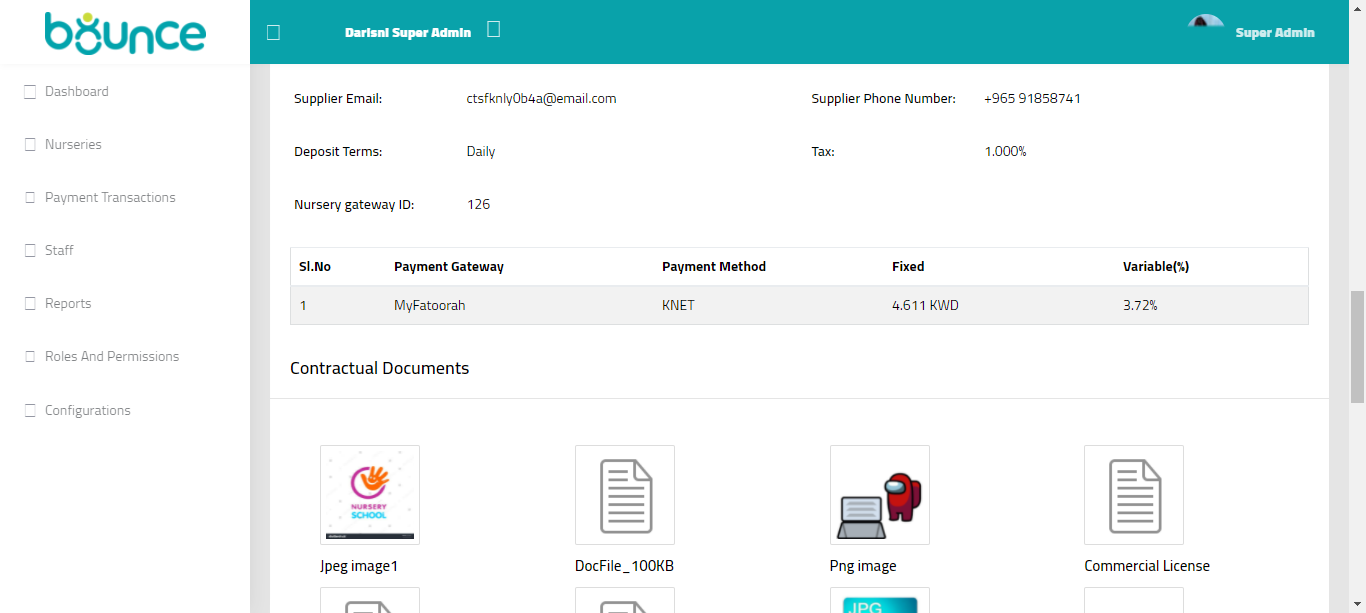 bounce
Darisni Super Admin
Super Admin
Dashboard
Nurseries
Payment Transactions
Staff
Reports
Roles And Permissions
Configurations
Supplier Email: ctsfknly0b4a@email.com Supplier Phone Number: +965 91858741
Deposit Terms: Daily Tax: 1.000%
Nursery gateway ID: 126
Sl.No Payment Gateway Payment Method Fixed Variable(%)
1 MyFatoorah KNET 4.611 KWD 3.72%
Contractual Documents
NURSERY
SCHOOL
Jpeg image1 DocFile_100KB Png image Commercial License
JPG